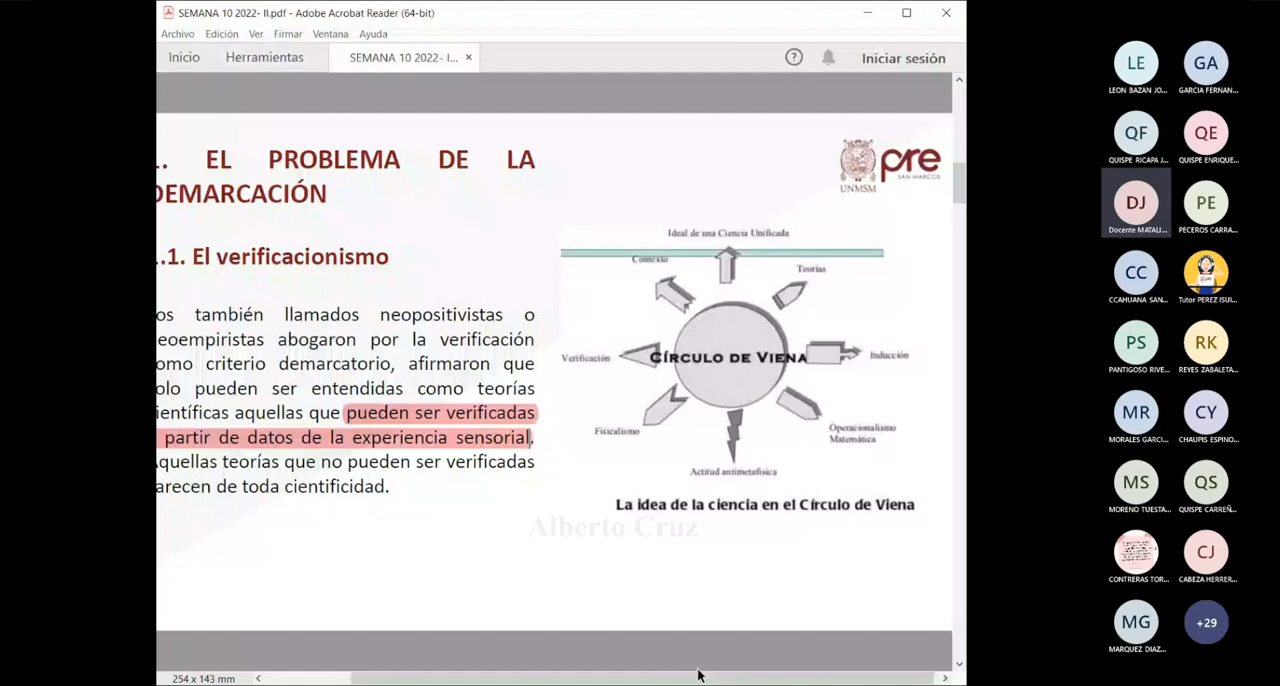 SEMANA 10 2022- II.pdf - Adobe Acrobat Reader (64-bit)
Archivo Edición Ver Firmar Ventana Ayuda
Inicio Herramientas SEMANA 10 2022- I... × Iniciar sesión
. EL PROBLEMA DE LA
DEMARCACIÓN
.1. El verificacionismo
os también llamados neopositivistas o
eoempiristas abogaron por la verificación
omo criterio demarcatorio, afirmaron que
olo pueden ser entendidas como teorías
ientíficas aquellas que pueden ser verificadas
partir de datos de la experiencia sensorial.
Aquellas teorías que no pueden ser verificadas
arecen de toda cientificidad.
UNMSM
pre
SAN MARCOS
Ideal de una Ciencia Unificada
Contexto
Teorías
Verificación
CÍRCULO DE VIENA
Inducción
Fisicalismo
Operacionalismo
Matemática
Actitud antimetafísica
La idea de la ciencia en el Círculo de Viena
Alberto Cruz
254 x 143 mm
LE GA
LEON BAZAN JO... GARCIA FERNAN...
QF QE
QUISPE RICAPA J... QUISPE ENRIQUE...
DJ PE
Docente MATALI... PECEROS CARRA...
CC
CCAHUANA SAN... Tutor PEREZ ISUI...
PS RK
PANTIGOSO RIVE... REYES ZABALETA...
MR CY
MORALES GARCI... CHAUPIS ESPINO...
MS QS
MORENO TUESTA... QUISPE CARREÑ...
CJ
CONTRERAS TOR... CABEZA HERRER...
MG +29
MARQUEZ DIAZ...